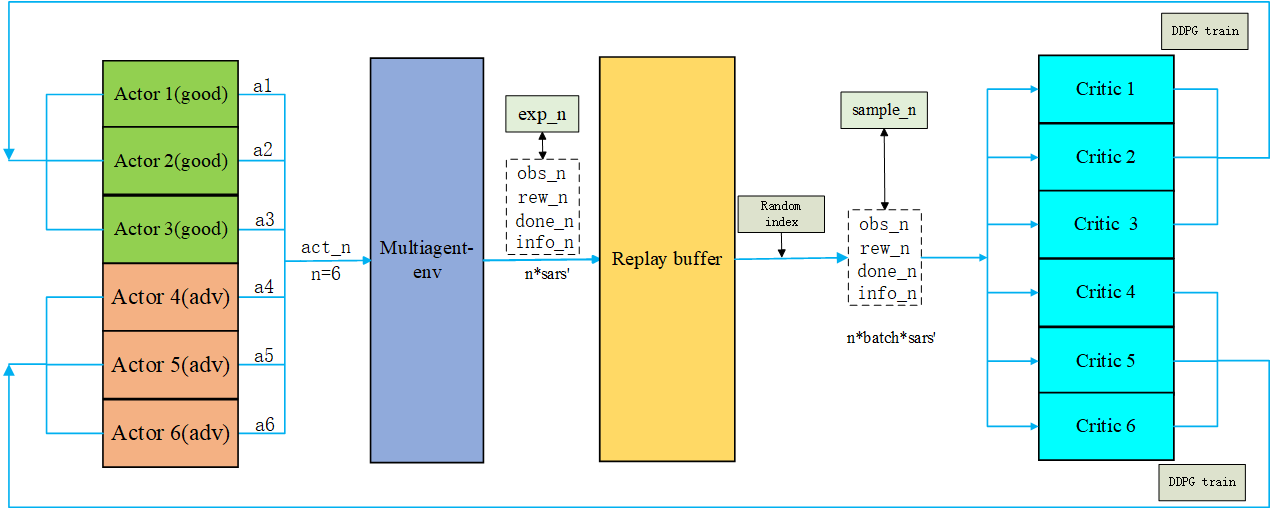 DDPG train
Actor 1(good)
Actor 2(good)
Actor 3(good)
Actor 4(adv)
Actor 5(adv)
Actor 6(adv)
a1
a2
a3
a4
a5
a6
act_n
n=6
Multiagent-
env
exp_n
obs_n
rew_n
done_n
info_n
n*sars'
Replay buffer
Random
index
sample_n
obs_n
rew_n
done_n
info_n
n*batch*sars'
Critic 1
Critic 2
Critic 3
Critic 4
Critic 5
Critic 6
DDPG train